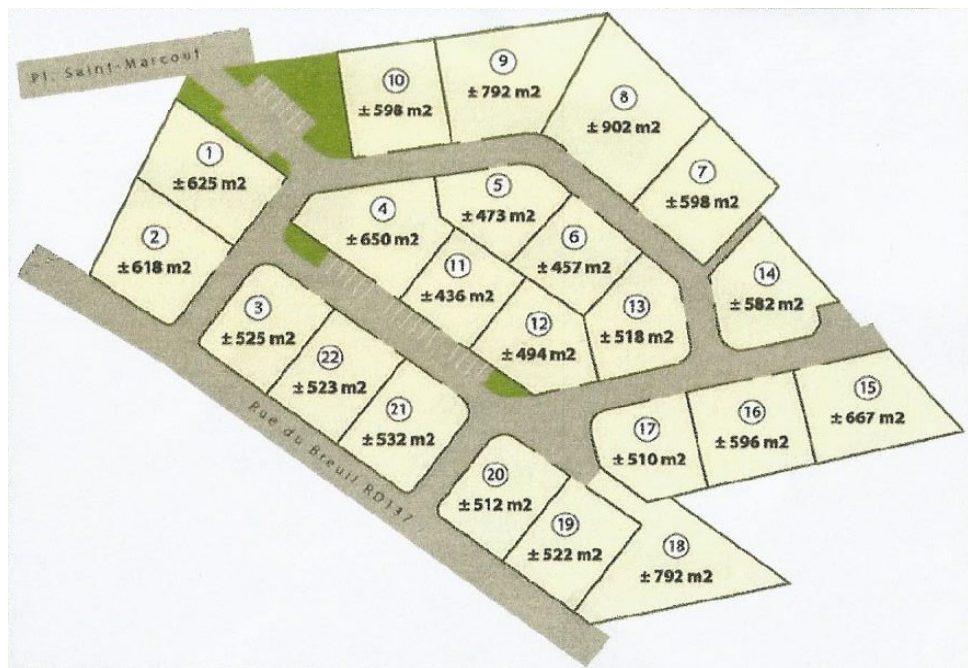 Pl. Saint-Marcouf
10
± 598 m2
9
± 792 m2
8
± 902 m2
7
± 598 m2
1
± 625 m2
2
± 618 m2
4
± 650 m2
5
± 473 m2
6
± 457 m2
11
± 436 m2
12
± 494 m2
13
± 518 m2
14
± 582 m2
3
± 525 m2
22
± 523 m2
21
± 532 m2
Rue du Breuil RD137
20
± 512 m2
19
± 522 m2
18
± 792 m2
17
± 510 m2
16
± 596 m2
15
± 667 m2